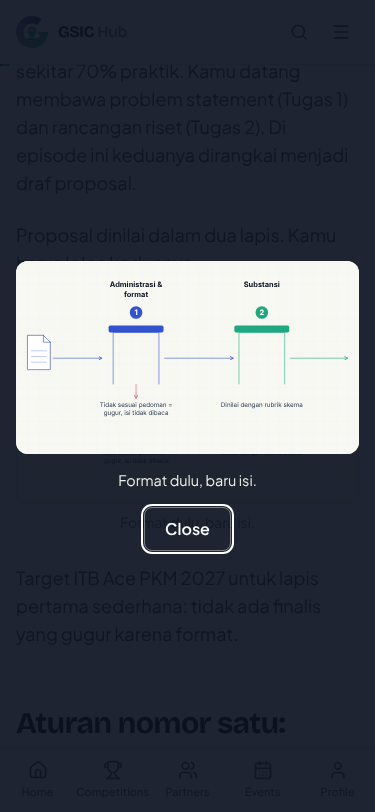 GSIC Hub
sekitar 70% praktik. Kamu datang
membawa problem statement (Tugas 1)
dan rancangan riset (Tugas 2). Di
episode ini keduanya dirangkai menjadi
draf proposal.
Proposal dinilai dalam dua lapis. Kamu
Administrasi &
format
Substansi
1
2
Tidak sesuai pedoman =
gugur, isi tidak dibaca
Dinilai dengan rubrik skema
Format dulu, baru isi.
Close
Target ITB Ace PKM 2027 untuk lapis
pertama sederhana: tidak ada finalis
yang gugur karena format.
Aturan nomor satu:
Home
Competitions
Partners
Events
Profile